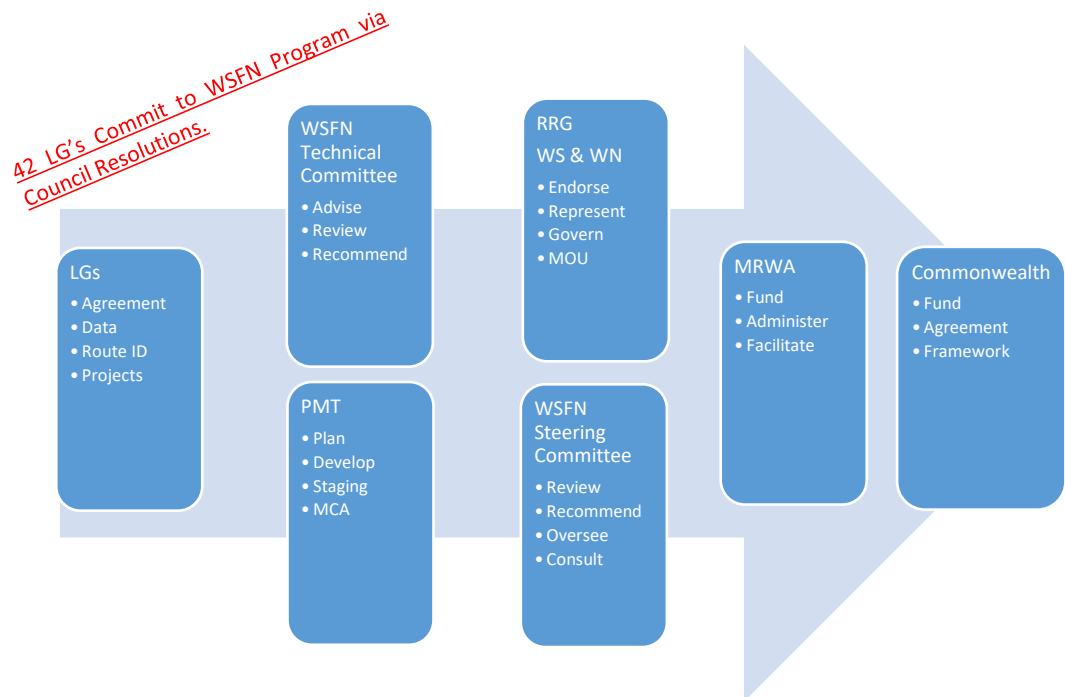 42 LG's Commit to WSFN Program via
Council Resolutions.
LGs
• Agreement
• Data
• Route ID
• Projects
WSFN
Technical
Committee
• Advise
• Review
• Recommend
PMT
• Plan
• Develop
• Staging
• MCA
RRG
WS & WN
• Endorse
• Represent
• Govern
• MOU
WSFN
Steering
Committee
• Review
• Recommend
• Oversee
• Consult
MRWA
• Fund
• Administer
• Facilitate
Commonwealth
• Fund
• Agreement
• Framework